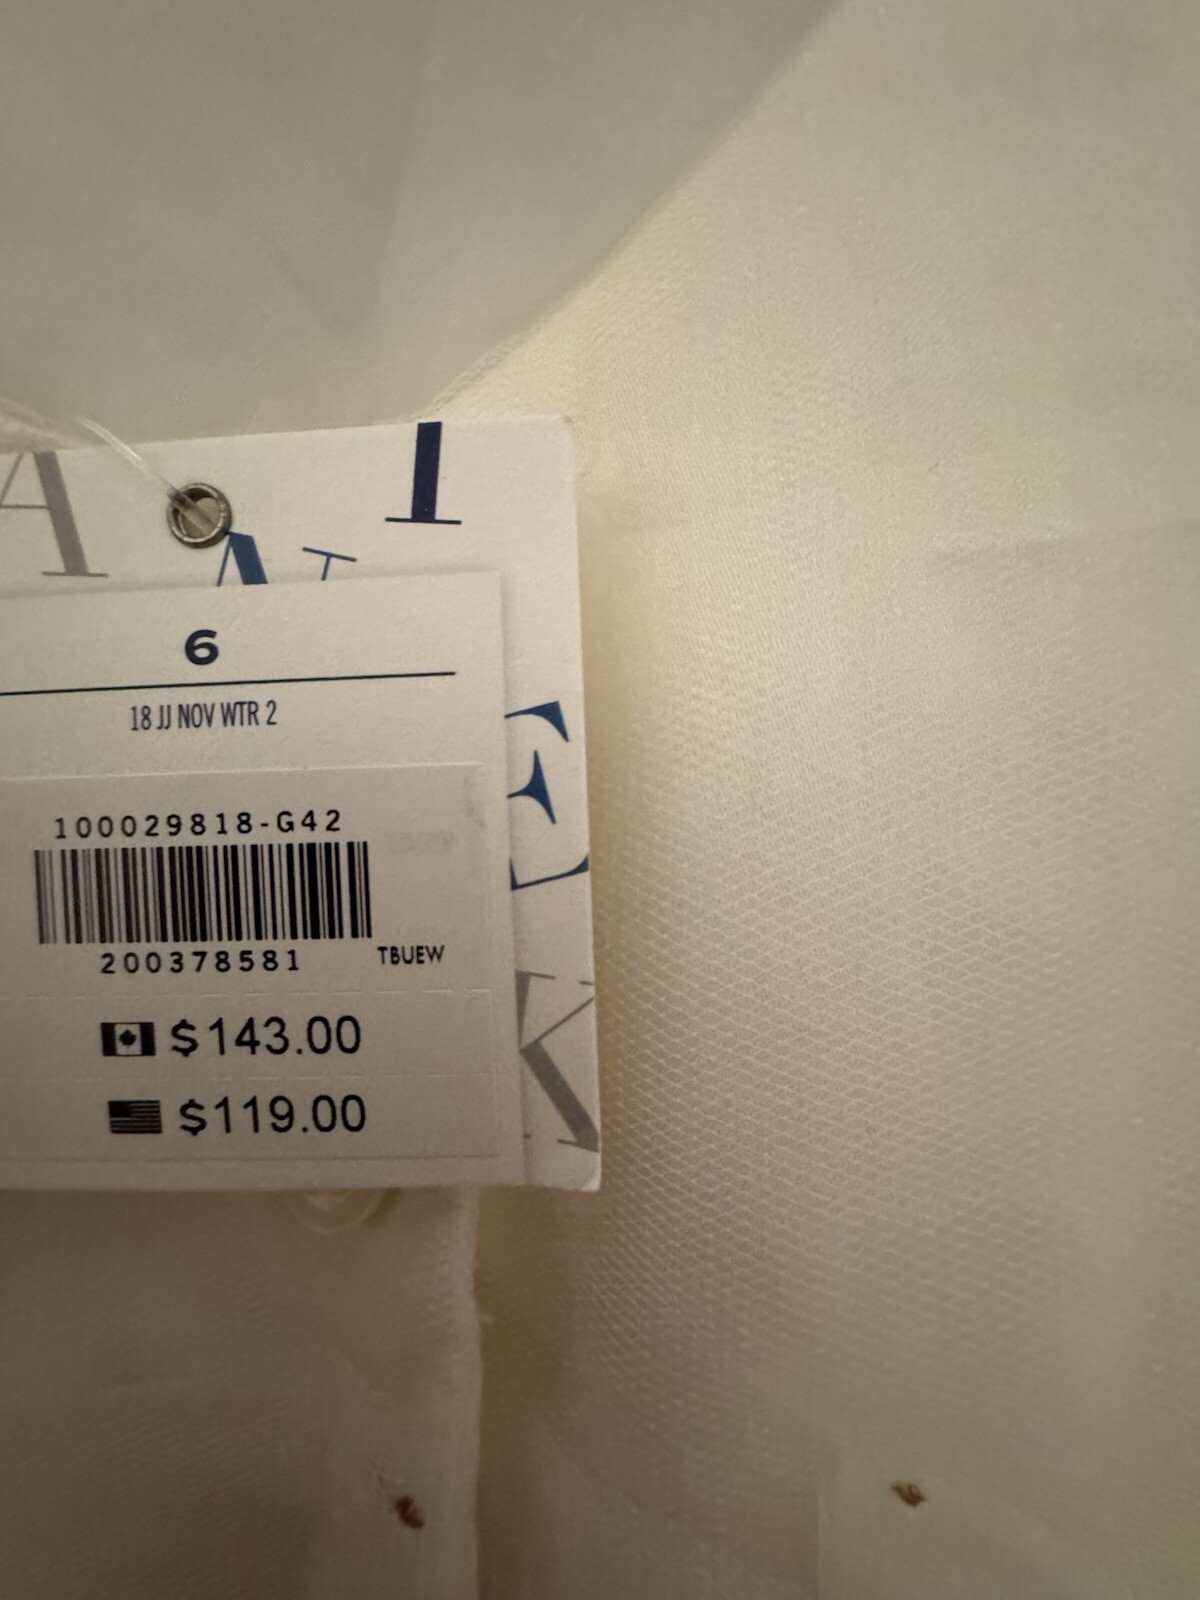 A I
A T
6
18 JJ NOV WTR 2
E
100029818-G42
200378581 TBUEW
K
$143.00
$119.00